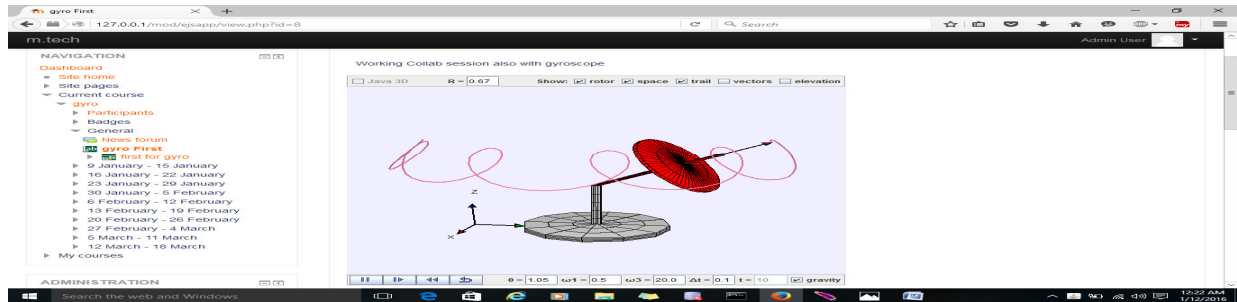 gyro First
127.0.0.1/mod/ejsapp/view.php?id=8
Search
m.tech
Admin User
NAVIGATION
Dashboard
Site home
Site pages
Current course
gyro
Participants
Badges
General
News forum
gyro First
first for gyro
9 January - 15 January
16 January - 22 January
23 January - 29 January
30 January - 5 February
6 February - 12 February
13 February - 19 February
20 February - 26 February
27 February - 4 March
5 March - 11 March
12 March - 18 March
My courses
ADMINISTRATION
Working Collab session also with gyroscope
Java 3D R = 0.67 Show: rotor space trail vectors elevation
z
x
θ = 1.05 ω1 = 0.5 ω3 = 20.0 Δt = 0.1 t = 10 gravity
Search the web and Windows
12:22 AM
1/12/2016